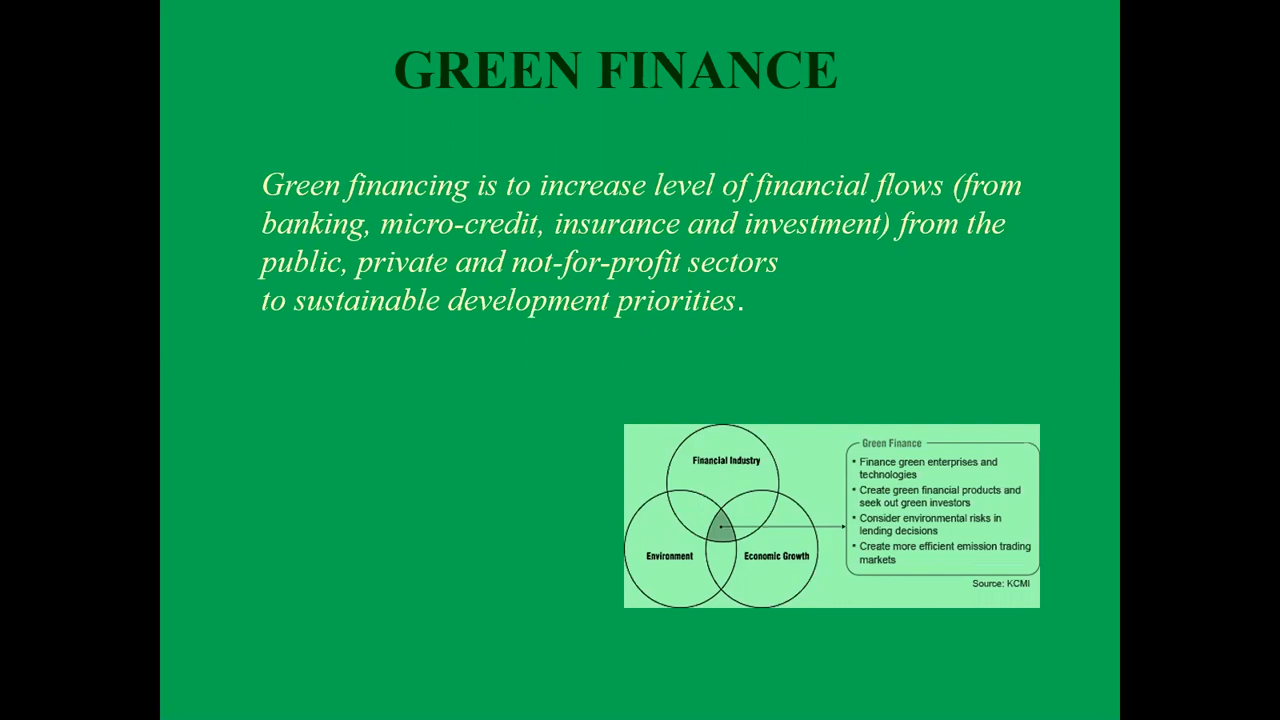 GREEN FINANCE
Green financing is to increase level of financial flows (from
banking, micro-credit, insurance and investment) from the
public, private and not-for-profit sectors
to sustainable development priorities.
Financial Industry
Environment
Economic Growth
Green Finance
• Finance green enterprises and
technologies
• Create green financial products and
seek out green investors
• Consider environmental risks in
lending decisions
• Create more efficient emission trading
markets
Source: KCMI